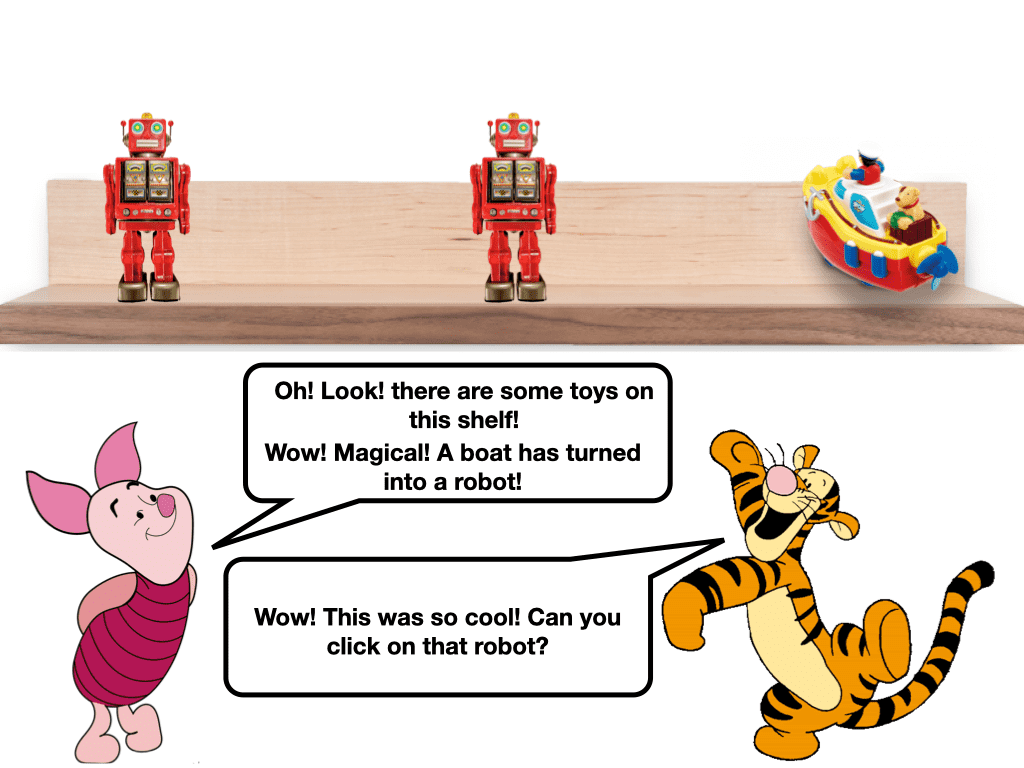 Oh! Look! there are some toys on
this shelf!
Wow! Magical! A boat has turned
into a robot!
Wow! This was so cool! Can you
click on that robot?